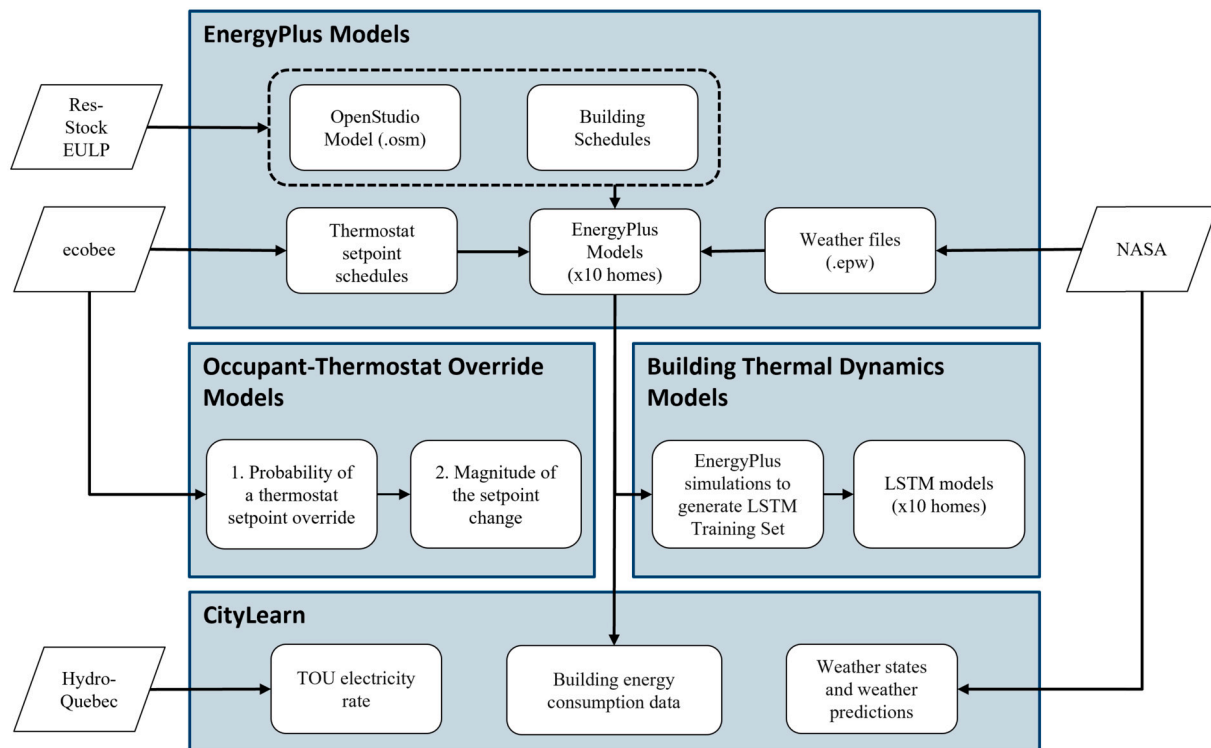 EnergyPlus Models
Res-
Stock
EULP
OpenStudio
Model (.osm)
Building
Schedules
ecobee
Thermostat
setpoint
schedules
EnergyPlus
Models
(x10 homes)
Weather files
(.epw)
NASA
Occupant-Thermostat Override
Models
1. Probability of
a thermostat
setpoint override
2. Magnitude of
the setpoint
change
Building Thermal Dynamics
Models
EnergyPlus
simulations to
generate LSTM
Training Set
LSTM models
(x10 homes)
CityLearn
Hydro-
Quebec
TOU electricity
rate
Building energy
consumption data
Weather states
and weather
predictions